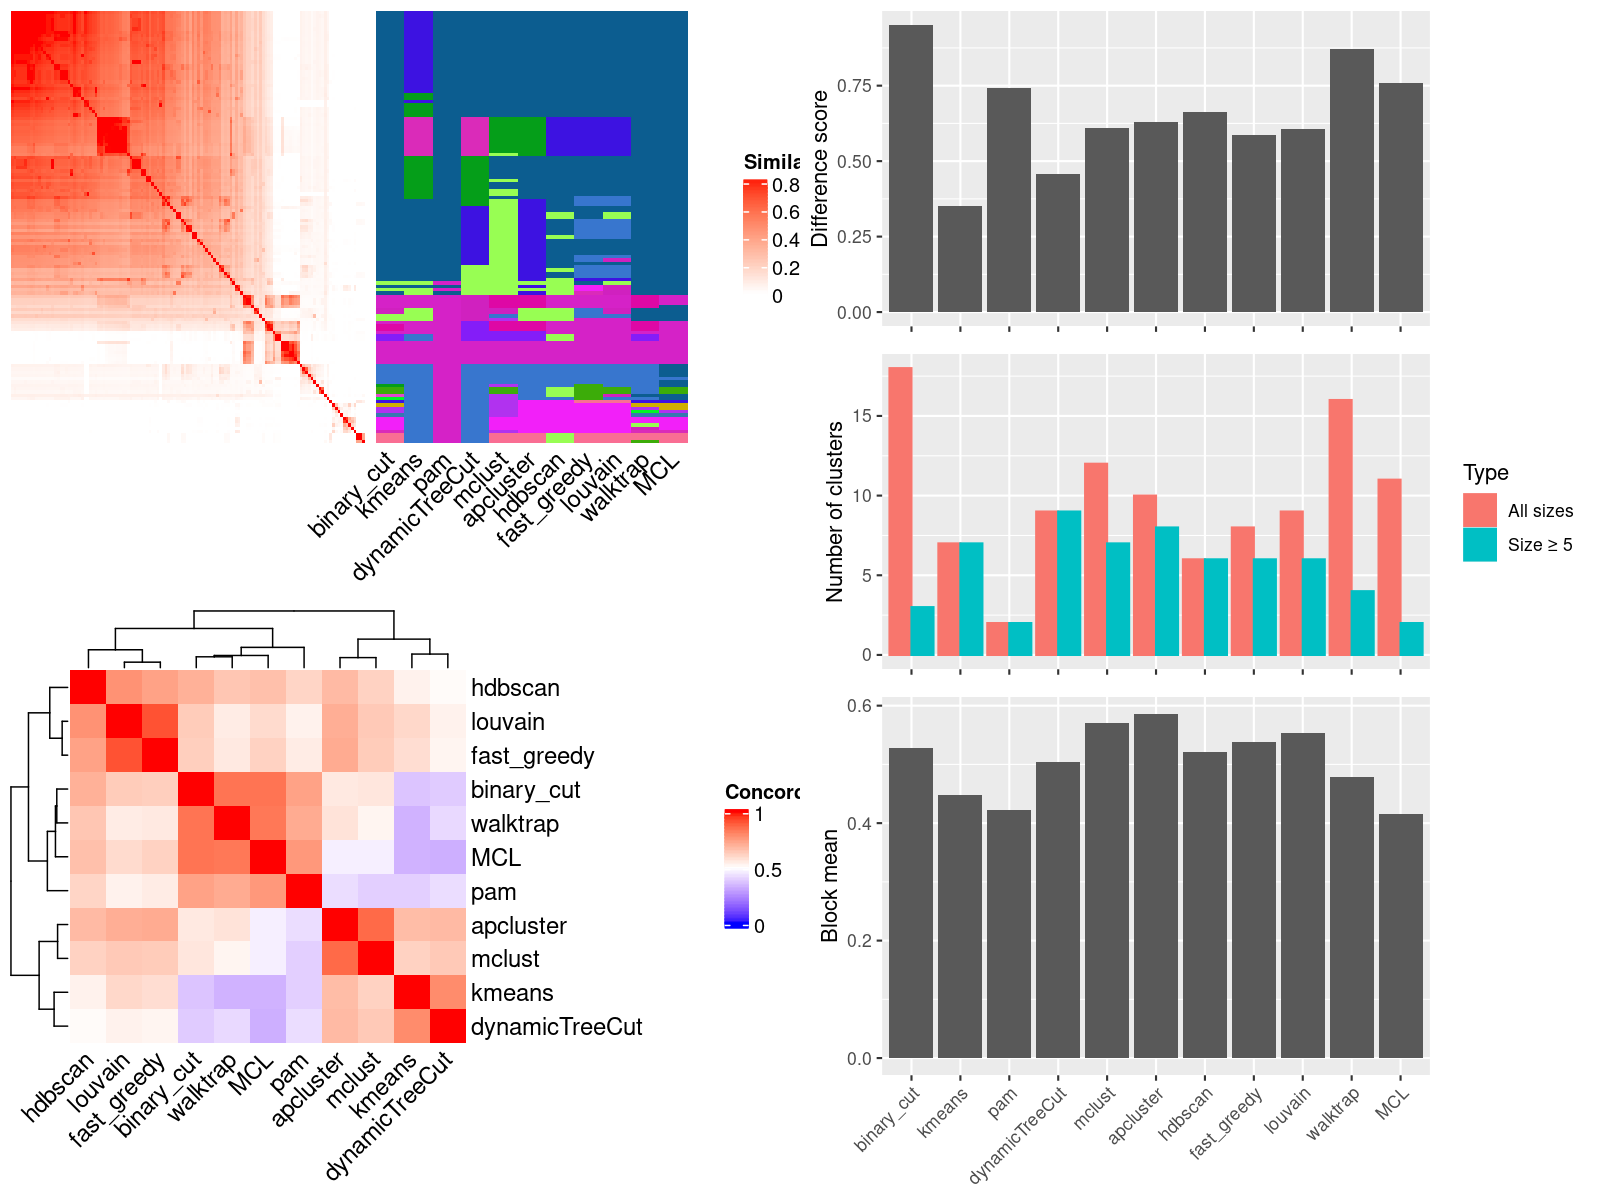 Simila
0.8
0.6
0.4
0.2
0
binary_cut
kmeans
pam
dynamicTreeCut
mclust
apcluster
hdbscan
fast_greedy
louvain
walktrap
MCL
Difference score
0.75
0.50
0.25
0.00
Number of clusters
15
10
5
0
Type
All sizes
Size ≥ 5
hdbscan
louvain
fast_greedy
binary_cut
walktrap
MCL
pam
apcluster
mclust
kmeans
dynamicTreeCut
hdbscan
louvain
fast_greedy
binary_cut
walktrap
MCL
pam
apcluster
mclust
kmeans
dynamicTreeCut
Concord
1
0.5
0
Block mean
0.6
0.4
0.2
0.0
binary_cut
kmeans
pam
dynamicTreeCut
mclust
apcluster
hdbscan
fast_greedy
louvain
walktrap
MCL